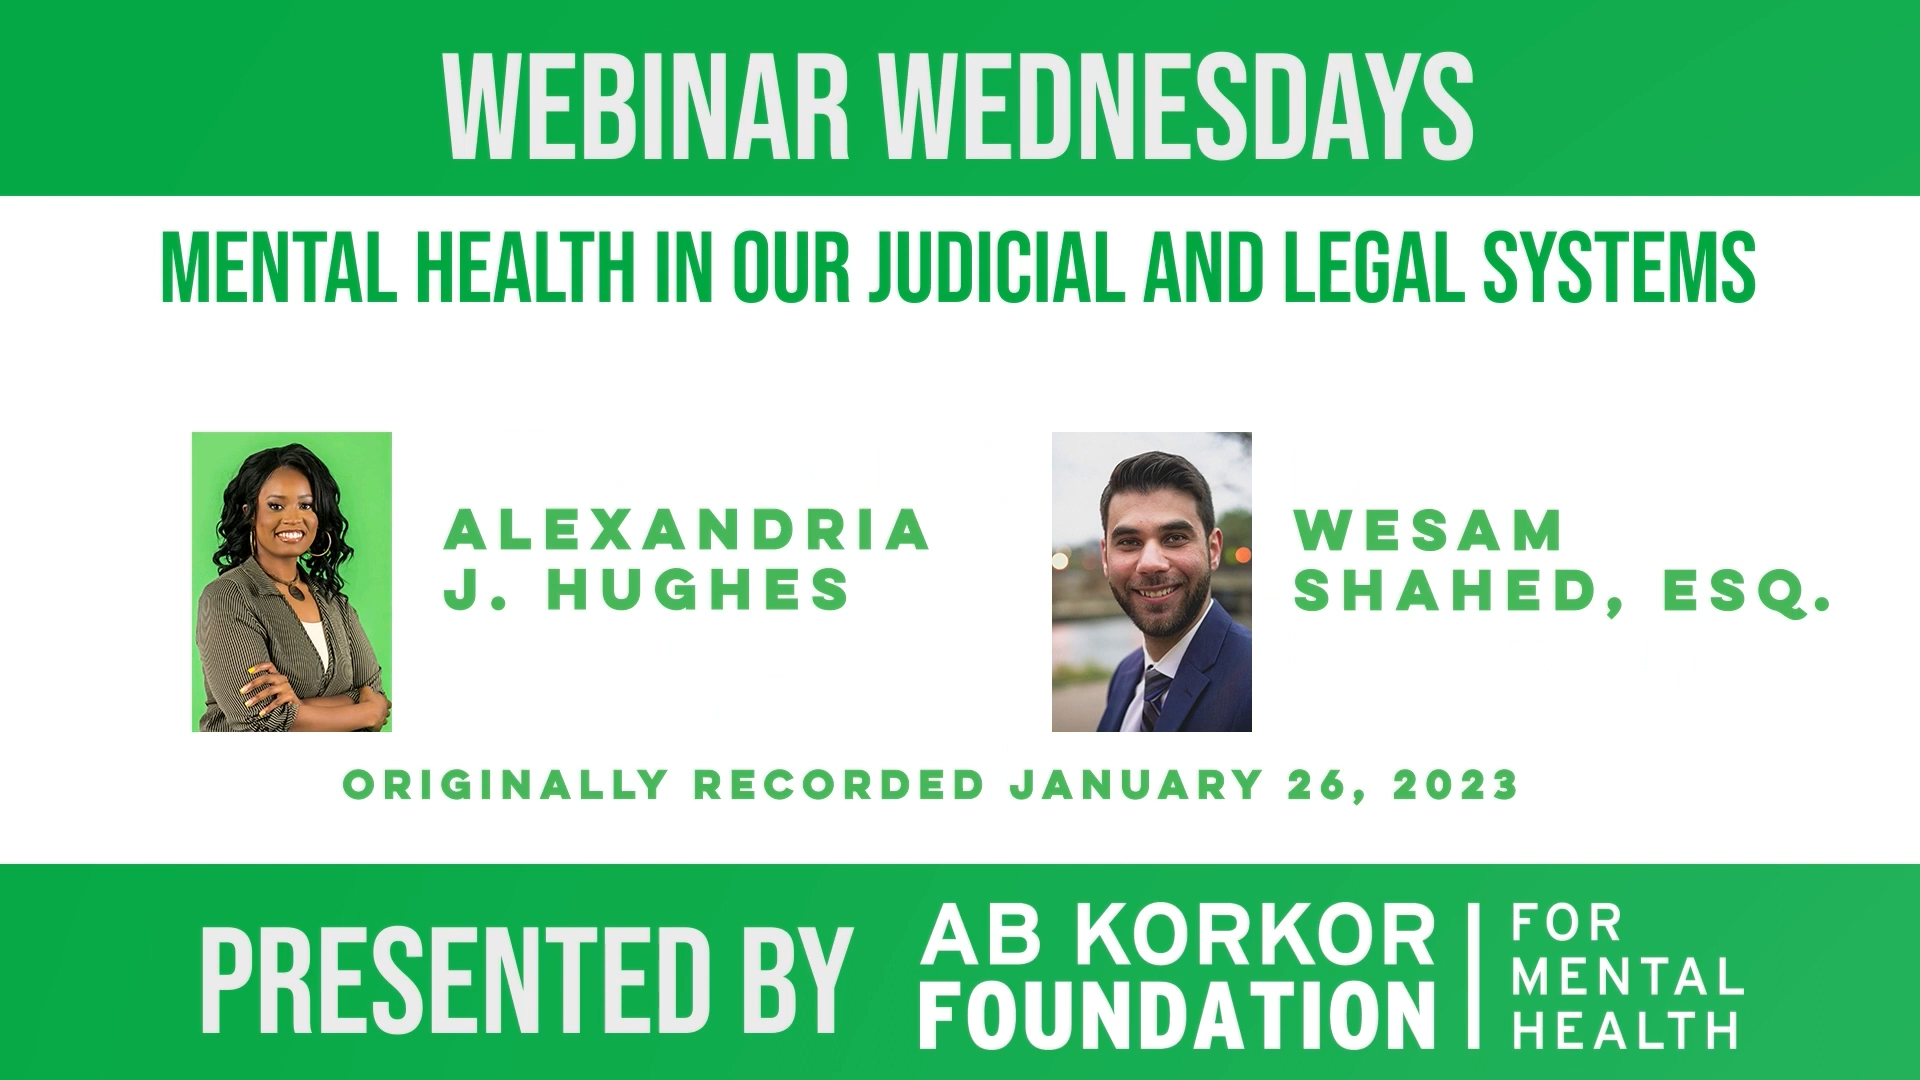 WEBINAR WEDNESDAYS
MENTAL HEALTH IN OUR JUDICIAL AND LEGAL SYSTEMS
ALEXANDRIA
J. HUGHES
WESAM
SHAHED, ESQ.
ORIGINALLY RECORDED JANUARY 26, 2023
PRESENTED BY
AB KORKOR
FOUNDATION
FOR
MENTAL
HEALTH